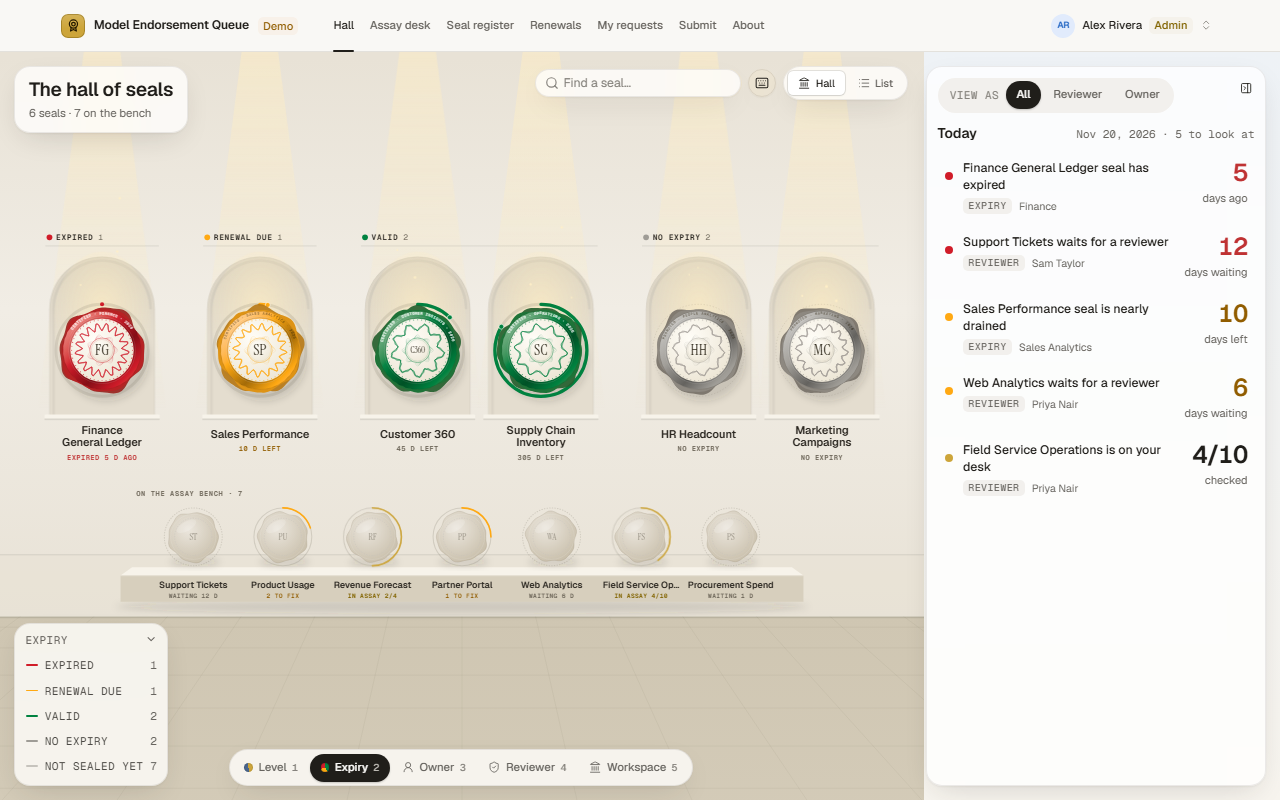 Model Endorsement Queue Demo Hall Assay desk Seal register Renewals My requests Submit About AR Alex Rivera Admin
The hall of seals
6 seals · 7 on the bench
Find a seal...
Hall List
EXPIRED 1
RENEWAL DUE 1
VALID 2
NO EXPIRY 2
FG SP C360 SC HH MC
Finance
General Ledger
EXPIRED 5 D AGO
Sales Performance
10 D LEFT
Customer 360
45 D LEFT
Supply Chain
Inventory
305 D LEFT
HR Headcount
NO EXPIRY
Marketing
Campaigns
NO EXPIRY
ON THE ASSAY BENCH · 7
ST PU RF PP WA FS PS
Support Tickets
WAITING 12 D
Product Usage
2 TO FIX
Revenue Forecast
IN ASSAY 2/4
Partner Portal
1 TO FIX
Web Analytics
WAITING 6 D
Field Service Op...
IN ASSAY 4/10
Procurement Spend
WAITING 1 D
EXPIRY
EXPIRED 1
RENEWAL DUE 1
VALID 2
NO EXPIRY 2
NOT SEALED YET 7
Level 1 Expiry 2 Owner 3 Reviewer 4 Workspace 5
VIEW AS All Reviewer Owner
Today Nov 20, 2026 · 5 to look at
Finance General Ledger seal has
expired
EXPIRY Finance
5
days ago
Support Tickets waits for a reviewer
REVIEWER Sam Taylor
12
days waiting
Sales Performance seal is nearly
drained
EXPIRY Sales Analytics
10
days left
Web Analytics waits for a reviewer
REVIEWER Priya Nair
6
days waiting
Field Service Operations is on your
desk
REVIEWER Priya Nair
4/10
checked